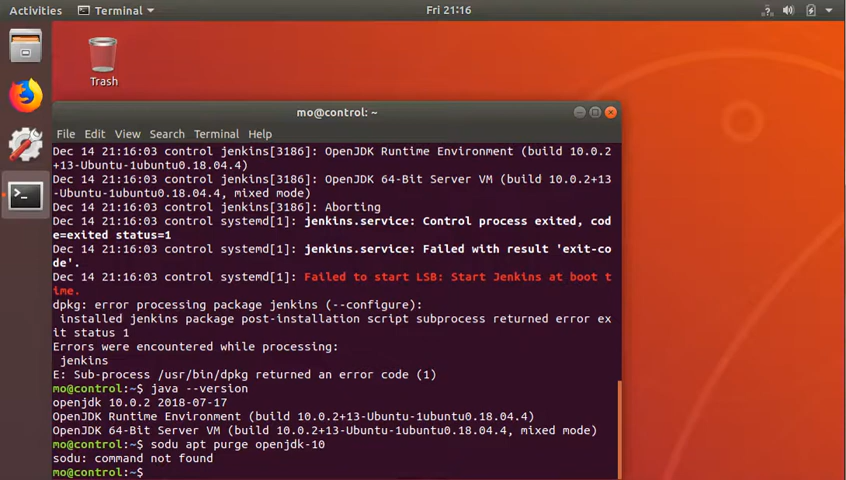 Activities
Terminal
Fri 21:16
Trash
mo@control: ~
File Edit View Search Terminal Help
Dec 14 21:16:03 control jenkins[3186]: OpenJDK Runtime Environment (build 10.0.2
+13-Ubuntu-1ubuntu0.18.04.4)
Dec 14 21:16:03 control jenkins[3186]: OpenJDK 64-Bit Server VM (build 10.0.2+13
-Ubuntu-1ubuntu0.18.04.4, mixed mode)
Dec 14 21:16:03 control jenkins[3186]: Aborting
Dec 14 21:16:03 control systemd[1]: jenkins.service: Control process exited, cod
e=exited status=1
Dec 14 21:16:03 control systemd[1]: jenkins.service: Failed with result 'exit-co
de'.
Dec 14 21:16:03 control systemd[1]: Failed to start LSB: Start Jenkins at boot t
ime.
dpkg: error processing package jenkins (--configure):
 installed jenkins package post-installation script subprocess returned error ex
it status 1
Errors were encountered while processing:
 jenkins
E: Sub-process /usr/bin/dpkg returned an error code (1)
mo@control:~$ java --version
openjdk 10.0.2 2018-07-17
OpenJDK Runtime Environment (build 10.0.2+13-Ubuntu-1ubuntu0.18.04.4)
OpenJDK 64-Bit Server VM (build 10.0.2+13-Ubuntu-1ubuntu0.18.04.4, mixed mode)
mo@control:~$ sodu apt purge openjdk-10
sodu: command not found
mo@control:~$